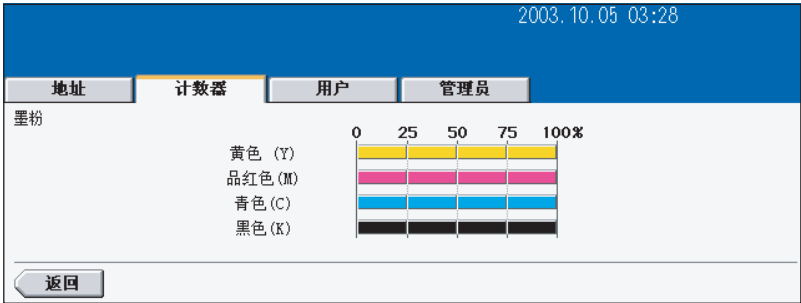 2003.10.05 03:28
地址 计数器 用户 管理员
墨粉
0 25 50 75 100%
黄色 (Y)
品红色(M)
青色(C)
黑色(K)
返回